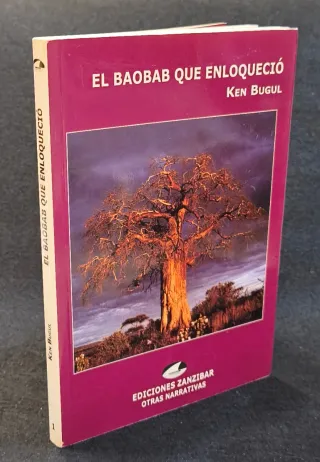 EL BAOBAB QUE ENLOQUECIÓ
KEN BUGUL
EDICIONES ZANZIBAR
OTRAS NARRATIVAS
EL BAOBAB QUE ENLOQUECIÓ
KEN BUGUL
1